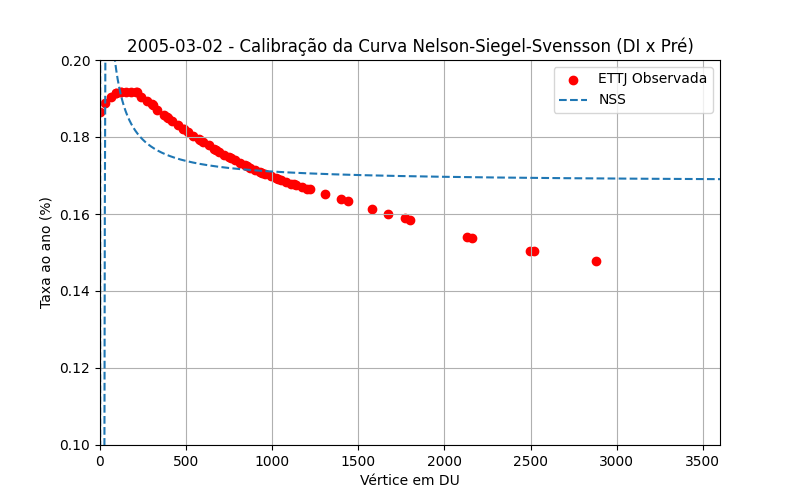 2005-03-02 - Calibração da Curva Nelson-Siegel-Svensson (DI x Pré)
ETTJ Observada
NSS
Taxa ao ano (%)
0.20
0.18
0.16
0.14
0.12
0.10
0 500 1000 1500 2000 2500 3000 3500
Vértice em DU